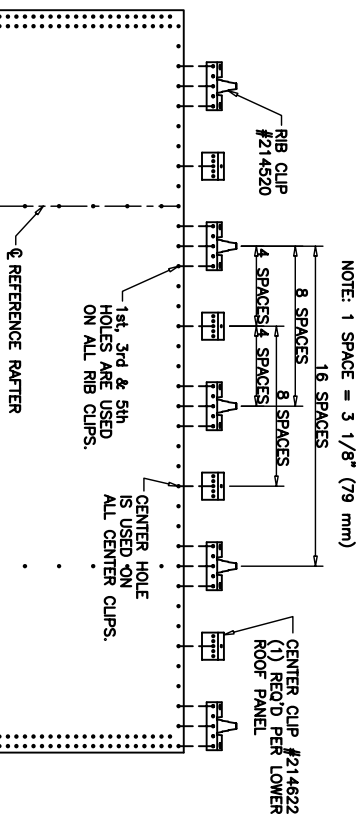 NOTE: 1 SPACE = 3 1/8" (79 mm)
16 SPACES
8 SPACES
4 SPACES
4 SPACES
8 SPACES
RIB CLIP
#214520
CENTER CLIP #214622
(1) REQ'D PER LOWER
ROOF PANEL
1st, 3rd & 5th
HOLES ARE USED
ON ALL RIB CLIPS.
CENTER HOLE
IS USED ON
ALL CENTER CLIPS.
℄ REFERENCE RAFTER